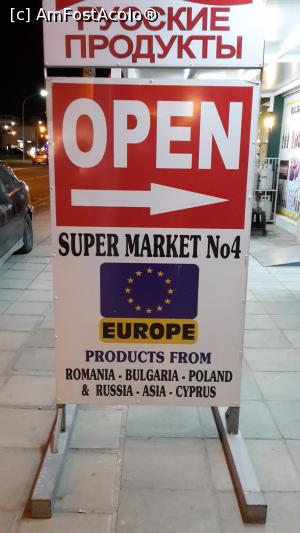 [c] AmFostAcolo®
РУССКИЕ
ПРОДУКТЫ
OPEN
SUPER MARKET No4
EUROPE
PRODUCTS FROM
ROMANIA - BULGARIA - POLAND
& RUSSIA - ASIA - CYPRUS